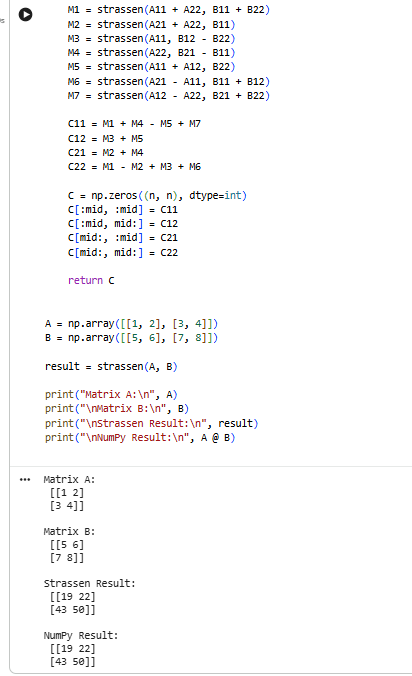 M1 = strassen(A11 + A22, B11 + B22)
M2 = strassen(A21 + A22, B11)
M3 = strassen(A11, B12 - B22)
M4 = strassen(A22, B21 - B11)
M5 = strassen(A11 + A12, B22)
M6 = strassen(A21 - A11, B11 + B12)
M7 = strassen(A12 - A22, B21 + B22)
C11 = M1 + M4 - M5 + M7
C12 = M3 + M5
C21 = M2 + M4
C22 = M1 - M2 + M3 + M6
C = np.zeros((n, n), dtype=int)
C[:mid, :mid] = C11
C[:mid, mid:] = C12
C[mid:, :mid] = C21
C[mid:, mid:] = C22
return C
A = np.array([[1, 2], [3, 4]])
B = np.array([[5, 6], [7, 8]])
result = strassen(A, B)
print("Matrix A:\n", A)
print("\nMatrix B:\n", B)
print("\nStrassen Result:\n", result)
print("\nNumPy Result:\n", A @ B)
... Matrix A:
[[1 2]
[3 4]]
Matrix B:
[[5 6]
[7 8]]
Strassen Result:
[[19 22]
[43 50]]
NumPy Result:
[[19 22]
[43 50]]